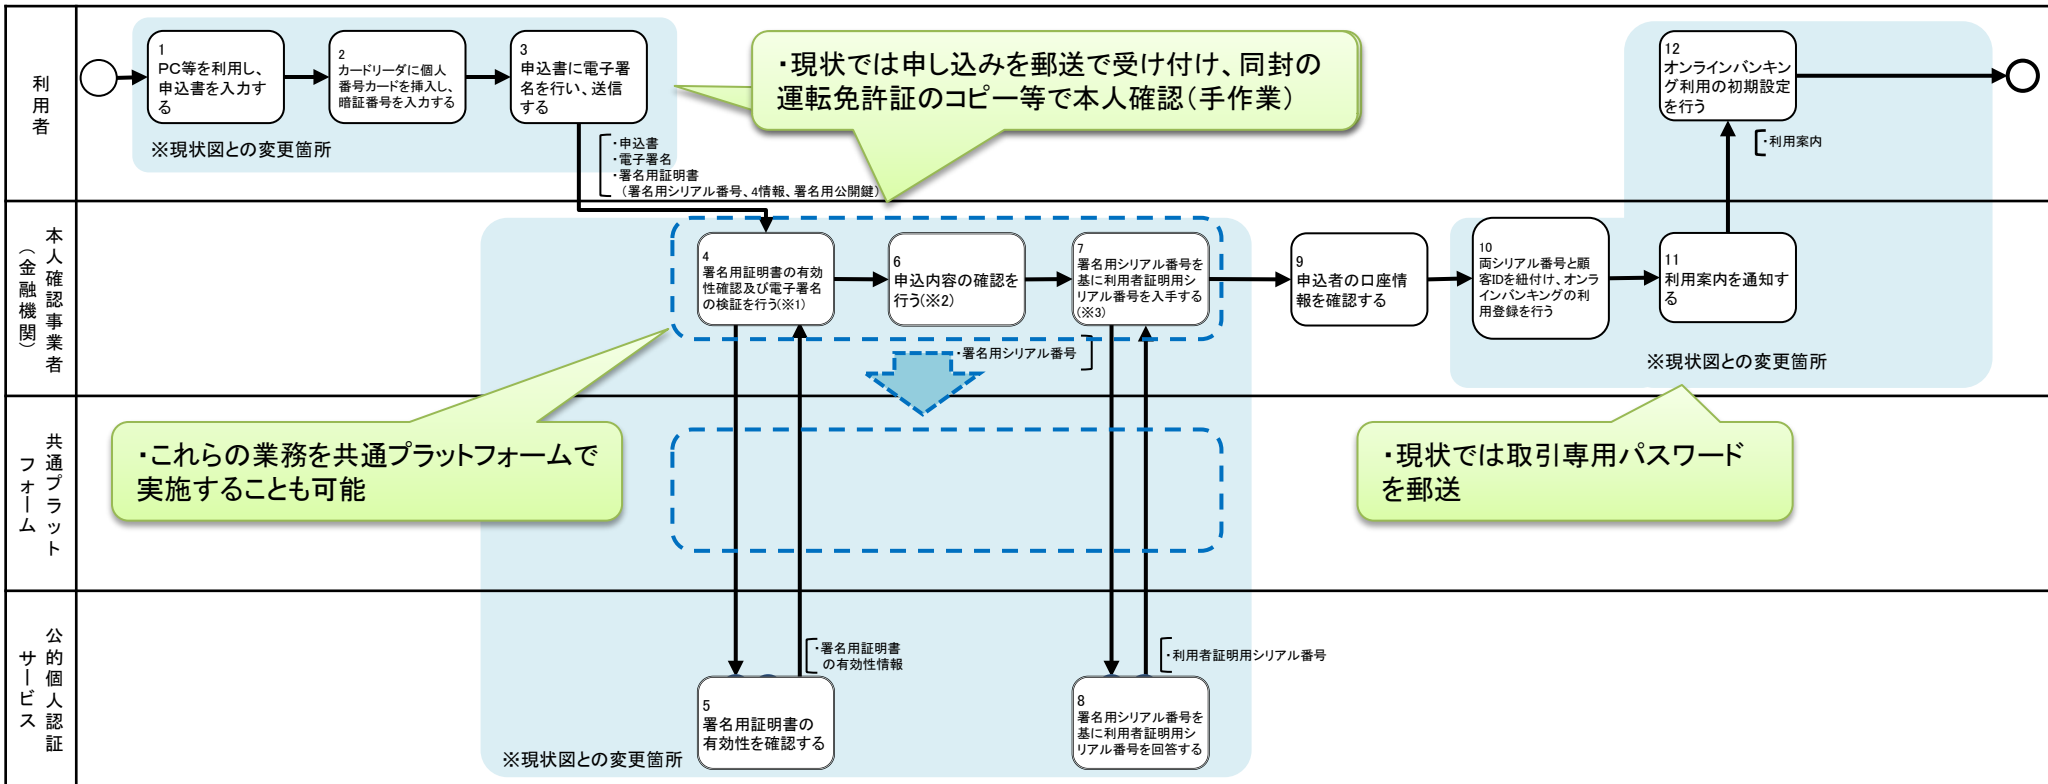 利用者
1
PC等を利用し、
申込書を入力す
る
2
カードリーダに個人
番号カードを挿入し、
暗証番号を入力する
3
申込書に電子署
名を行い、送信
する
※現状図との変更箇所
・現状では申し込みを郵送で受け付け、同封の
運転免許証のコピー等で本人確認(手作業)
・申込書
・電子署名
・署名用証明書
(署名用シリアル番号、4情報、署名用公開鍵)
12
オンラインバンキン
グ利用の初期設定
を行う
・利用案内
本人確認事業者
(金融機関)
4
署名用証明書の有効
性確認及び電子署名
の検証を行う(※1)
6
申込内容の確認を
行う(※2)
7
署名用シリアル番号を
基に利用者証明用シ
リアル番号を入手する
(※3)
9
申込者の口座情
報を確認する
10
両シリアル番号と顧
客IDを紐付け、オンラ
インバンキングの利
用登録を行う
11
利用案内を通知す
る
・署名用シリアル番号
※現状図との変更箇所
共通プラット
フォーム
・これらの業務を共通プラットフォームで
実施することも可能
・現状では取引専用パスワード
を郵送
公的個人認証
サービス
・署名用証明書
の有効性情報
・利用者証明用シリアル番号
5
署名用証明書の
有効性を確認する
8
署名用シリアル番号を
基に利用者証明用シ
リアル番号を回答する
※現状図との変更箇所